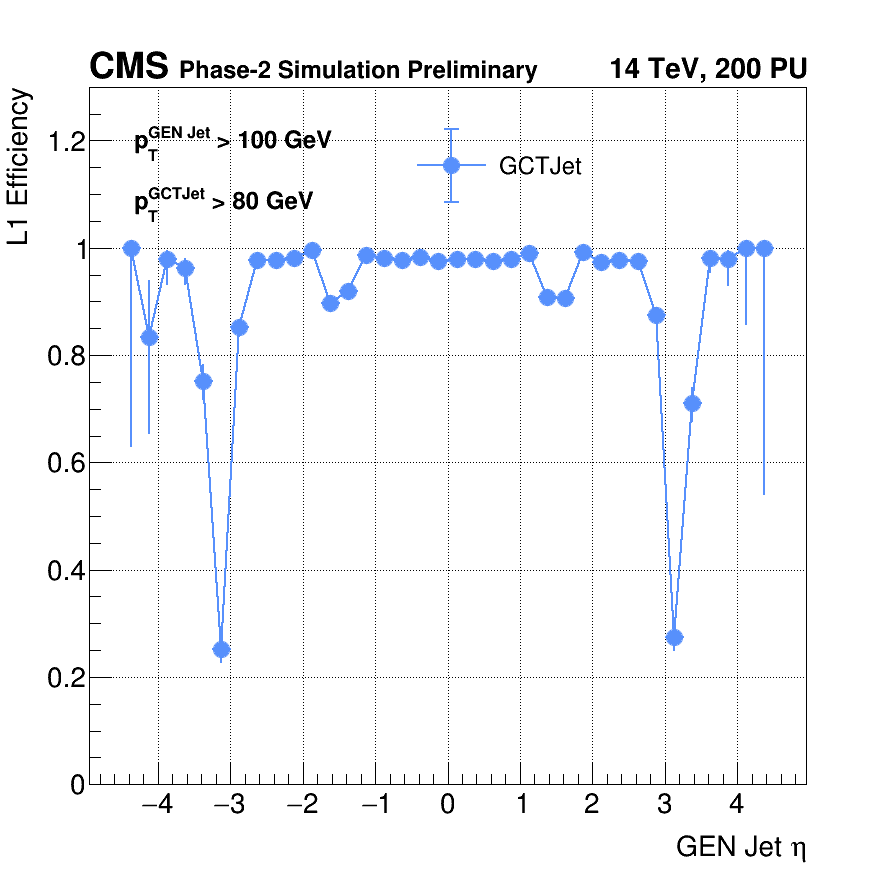 CMS Phase-2 Simulation Preliminary 14 TeV, 200 PU
L1 Efficiency
p_T^GEN Jet > 100 GeV
p_T^GCTJet > 80 GeV
GCTJet
1.2
1
0.8
0.6
0.4
0.2
0
−4 −3 −2 −1 0 1 2 3 4
GEN Jet η